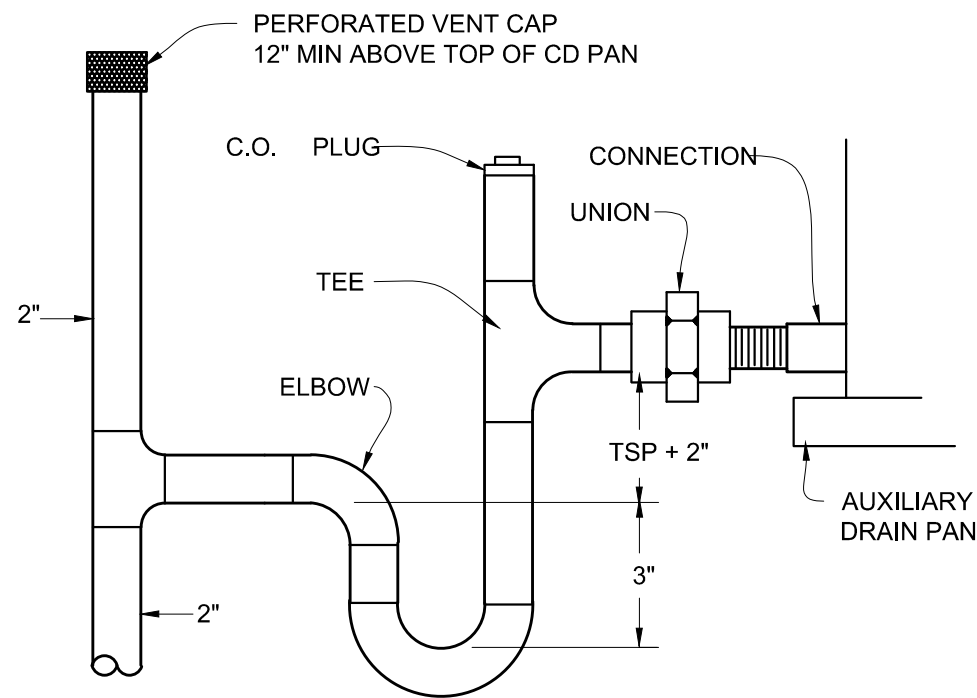 PERFORATED VENT CAP
12" MIN ABOVE TOP OF CD PAN
C.O. PLUG
CONNECTION
UNION
TEE
2"
ELBOW
TSP + 2"
AUXILIARY
DRAIN PAN
3"
2"